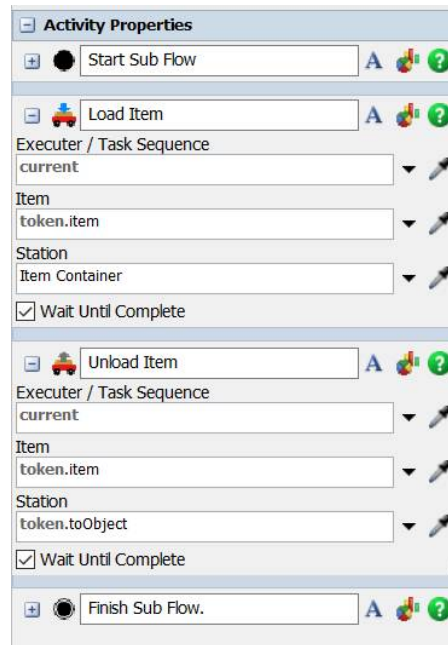 Activity Properties
Start Sub Flow
A
?
Load Item
A
?
Executer / Task Sequence
current
Item
token.item
Station
Item Container
Wait Until Complete
Unload Item
A
?
Executer / Task Sequence
current
Item
token.item
Station
token.toObject
Wait Until Complete
Finish Sub Flow.
A
?